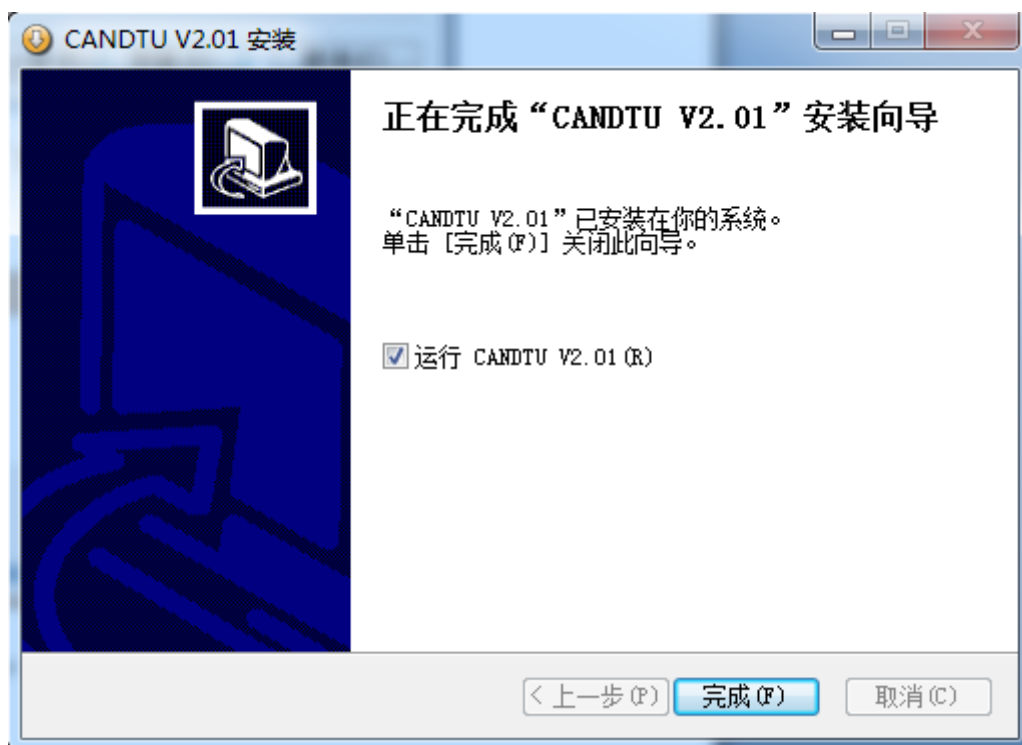 CANDTU V2.01 安装
正在完成“CANDTU V2.01”安装向导
“CANDTU V2.01”已安装在你的系统。
单击 [完成(F)] 关闭此向导。
运行 CANDTU V2.01(R)
< 上一步(P) 完成(F) 取消(C)